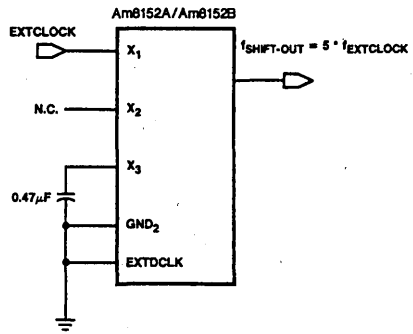 Am8152A/Am8152B
EXTCLOCK
X1
fSHIFT-OUT = 5 * fEXTCLOCK
N.C.
X2
X3
0.47μF
GND2
EXTDCLK